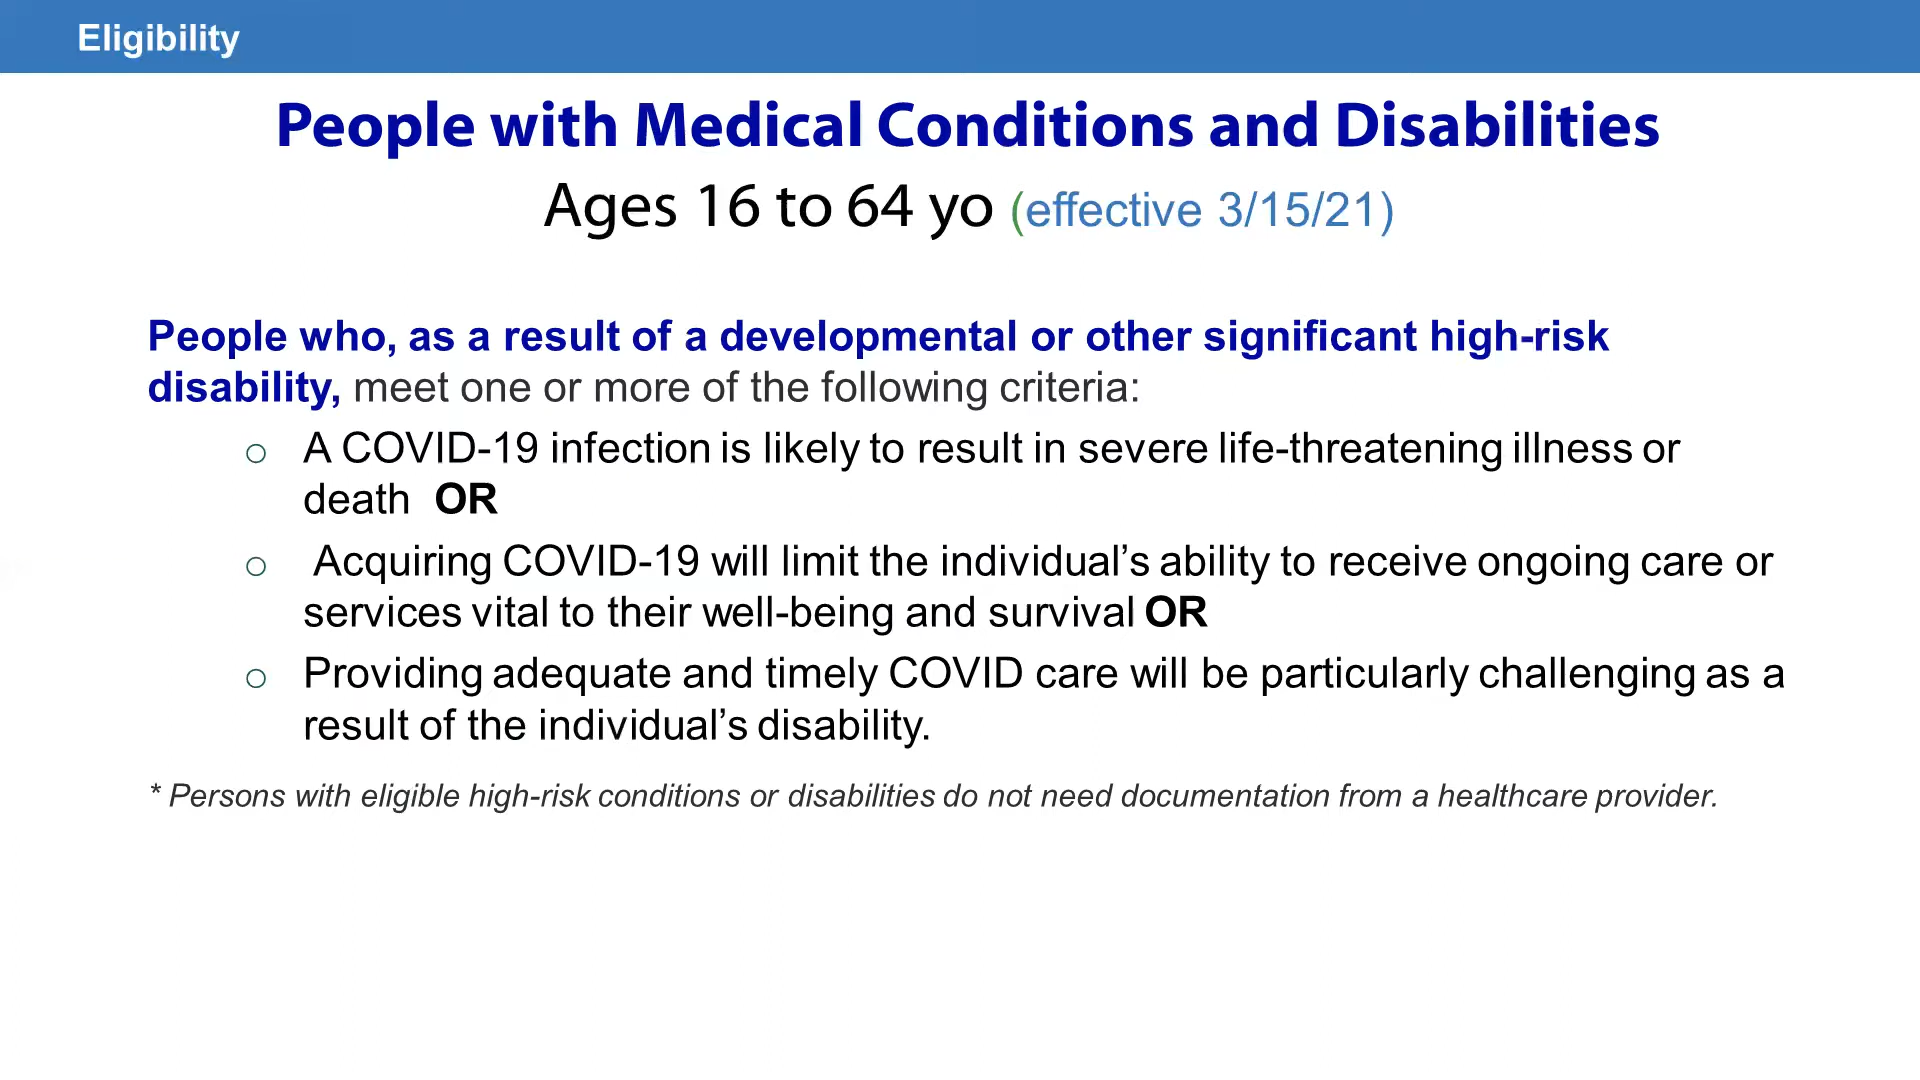 Eligibility
People with Medical Conditions and Disabilities
Ages 16 to 64 yo (effective 3/15/21)
People who, as a result of a developmental or other significant high-risk
disability, meet one or more of the following criteria:
o A COVID-19 infection is likely to result in severe life-threatening illness or
death OR
o Acquiring COVID-19 will limit the individual’s ability to receive ongoing care or
services vital to their well-being and survival OR
o Providing adequate and timely COVID care will be particularly challenging as a
result of the individual’s disability.
* Persons with eligible high-risk conditions or disabilities do not need documentation from a healthcare provider.